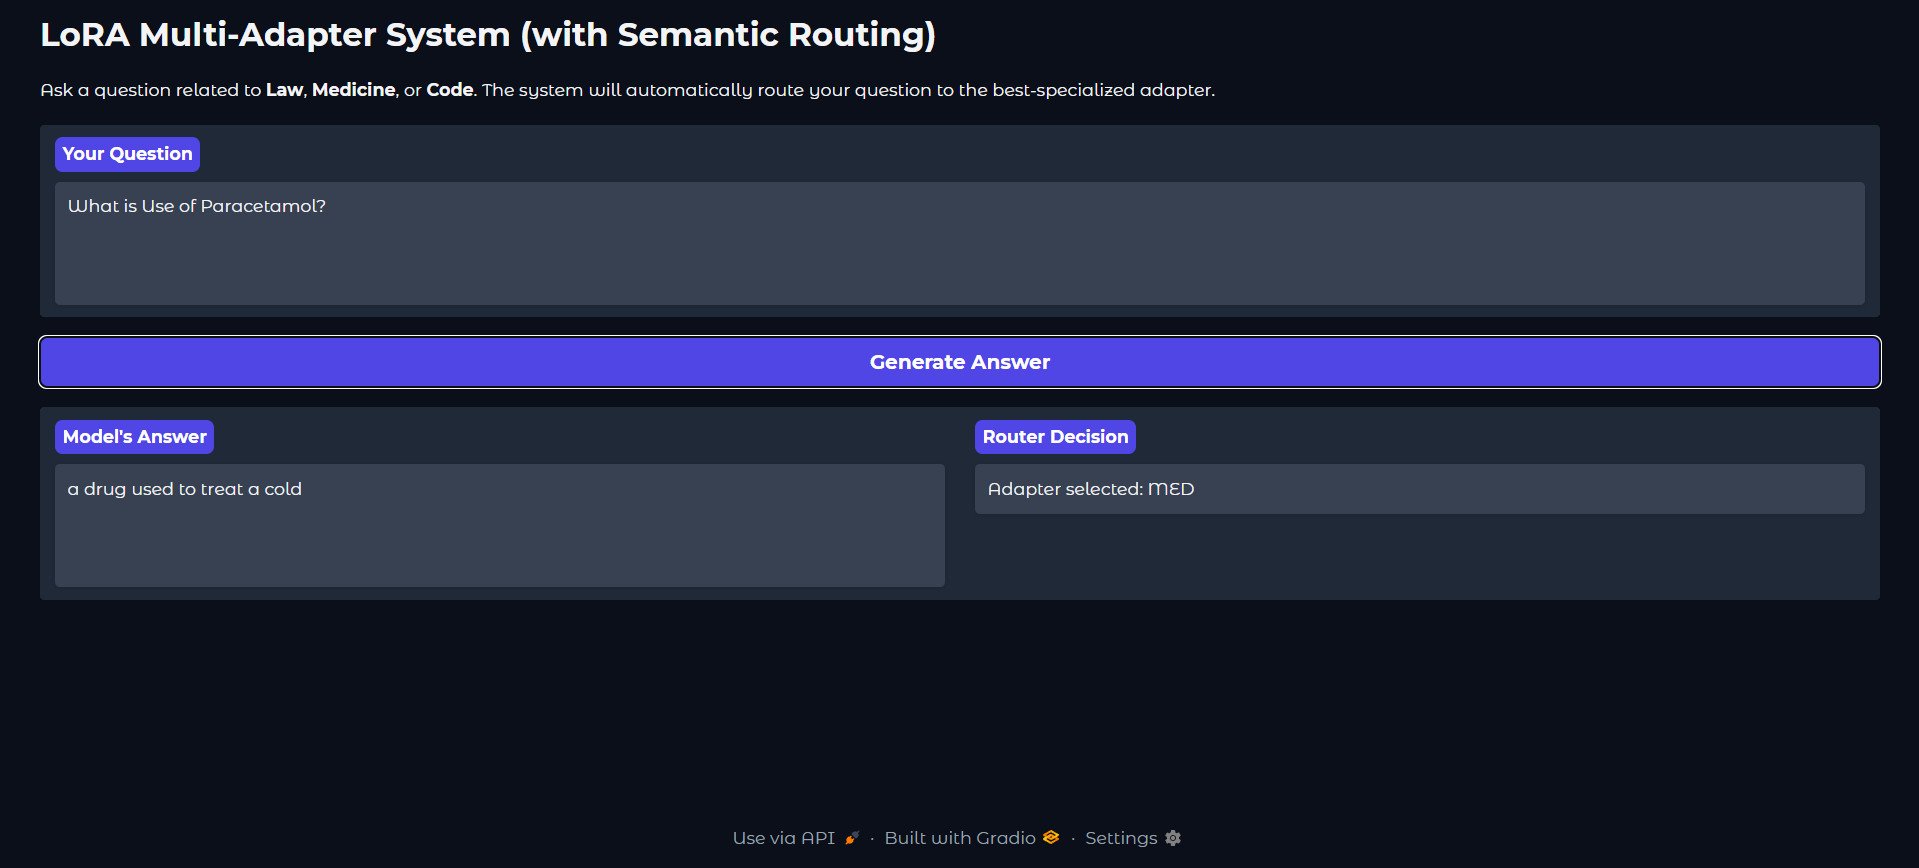 LoRA Multi-Adapter System (with Semantic Routing)
Ask a question related to Law, Medicine, or Code. The system will automatically route your question to the best-specialized adapter.
Your Question
What is Use of Paracetamol?
Generate Answer
Model's Answer
a drug used to treat a cold
Router Decision
Adapter selected: MED
Use via API · Built with Gradio · Settings